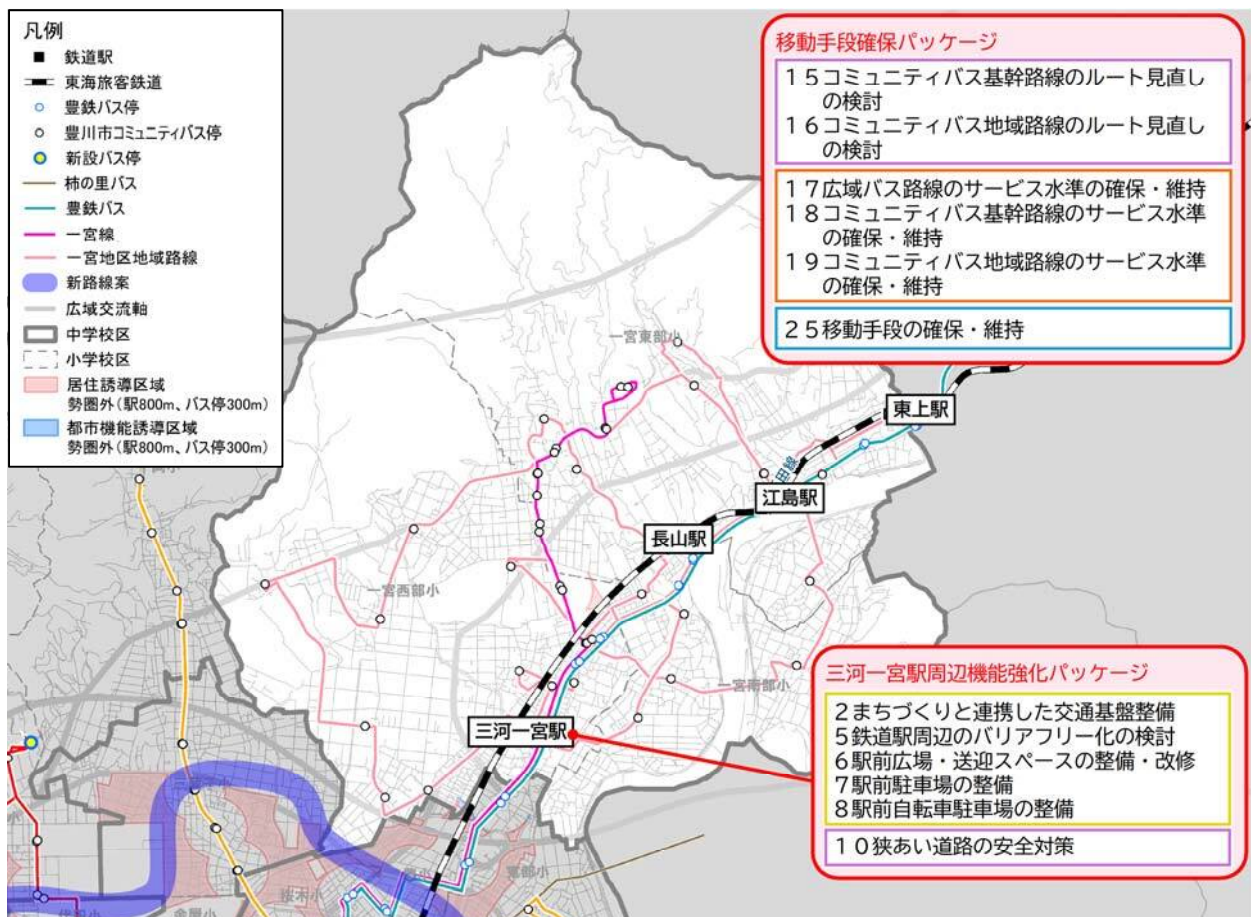 凡例
鉄道駅
東海旅客鉄道
豊鉄バス停
豊川市コミュニティバス停
新設バス停
柿の里バス
豊鉄バス
一宮線
一宮地区地域路線
新路線案
広域交流軸
中学校区
小学校区
居住誘導区域
勢圏外(駅800m、バス停300m)
都市機能誘導区域
勢圏外(駅800m、バス停300m)
移動手段確保パッケージ
15コミュニティバス基幹路線のルート見直し
の検討
16コミュニティバス地域路線のルート見直し
の検討
17広域バス路線のサービス水準の確保・維持
18コミュニティバス基幹路線のサービス水準
の確保・維持
19コミュニティバス地域路線のサービス水準
の確保・維持
25移動手段の確保・維持
一宮東部小
東上駅
田線
江島駅
長山駅
一宮西部小
一宮南部小
三河一宮駅
三河一宮駅周辺機能強化パッケージ
2まちづくりと連携した交通基盤整備
5鉄道駅周辺のバリアフリー化の検討
6駅前広場・送迎スペースの整備・改修
7駅前駐車場の整備
8駅前自転車駐車場の整備
10狭あい道路の安全対策
東部小
桜木小
金屋小